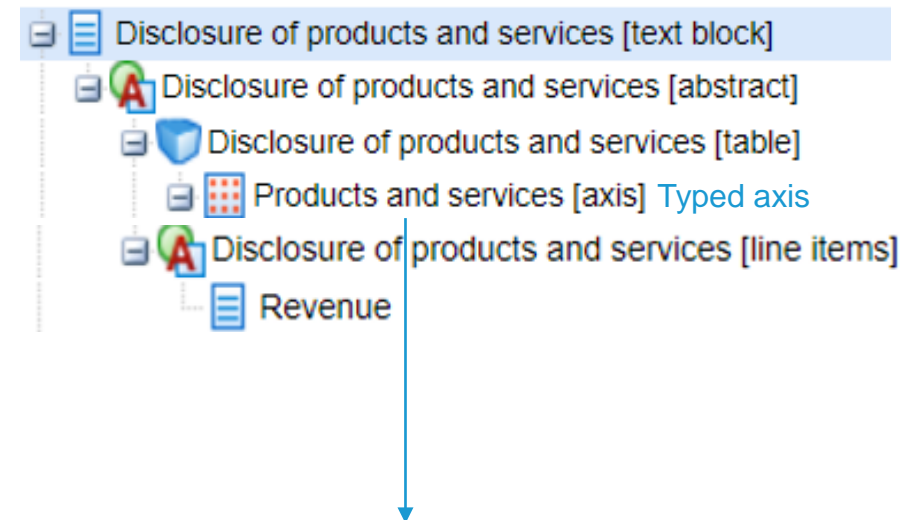 Disclosure of products and services [text block]
Disclosure of products and services [abstract]
Disclosure of products and services [table]
Products and services [axis] Typed axis
Disclosure of products and services [line items]
Revenue